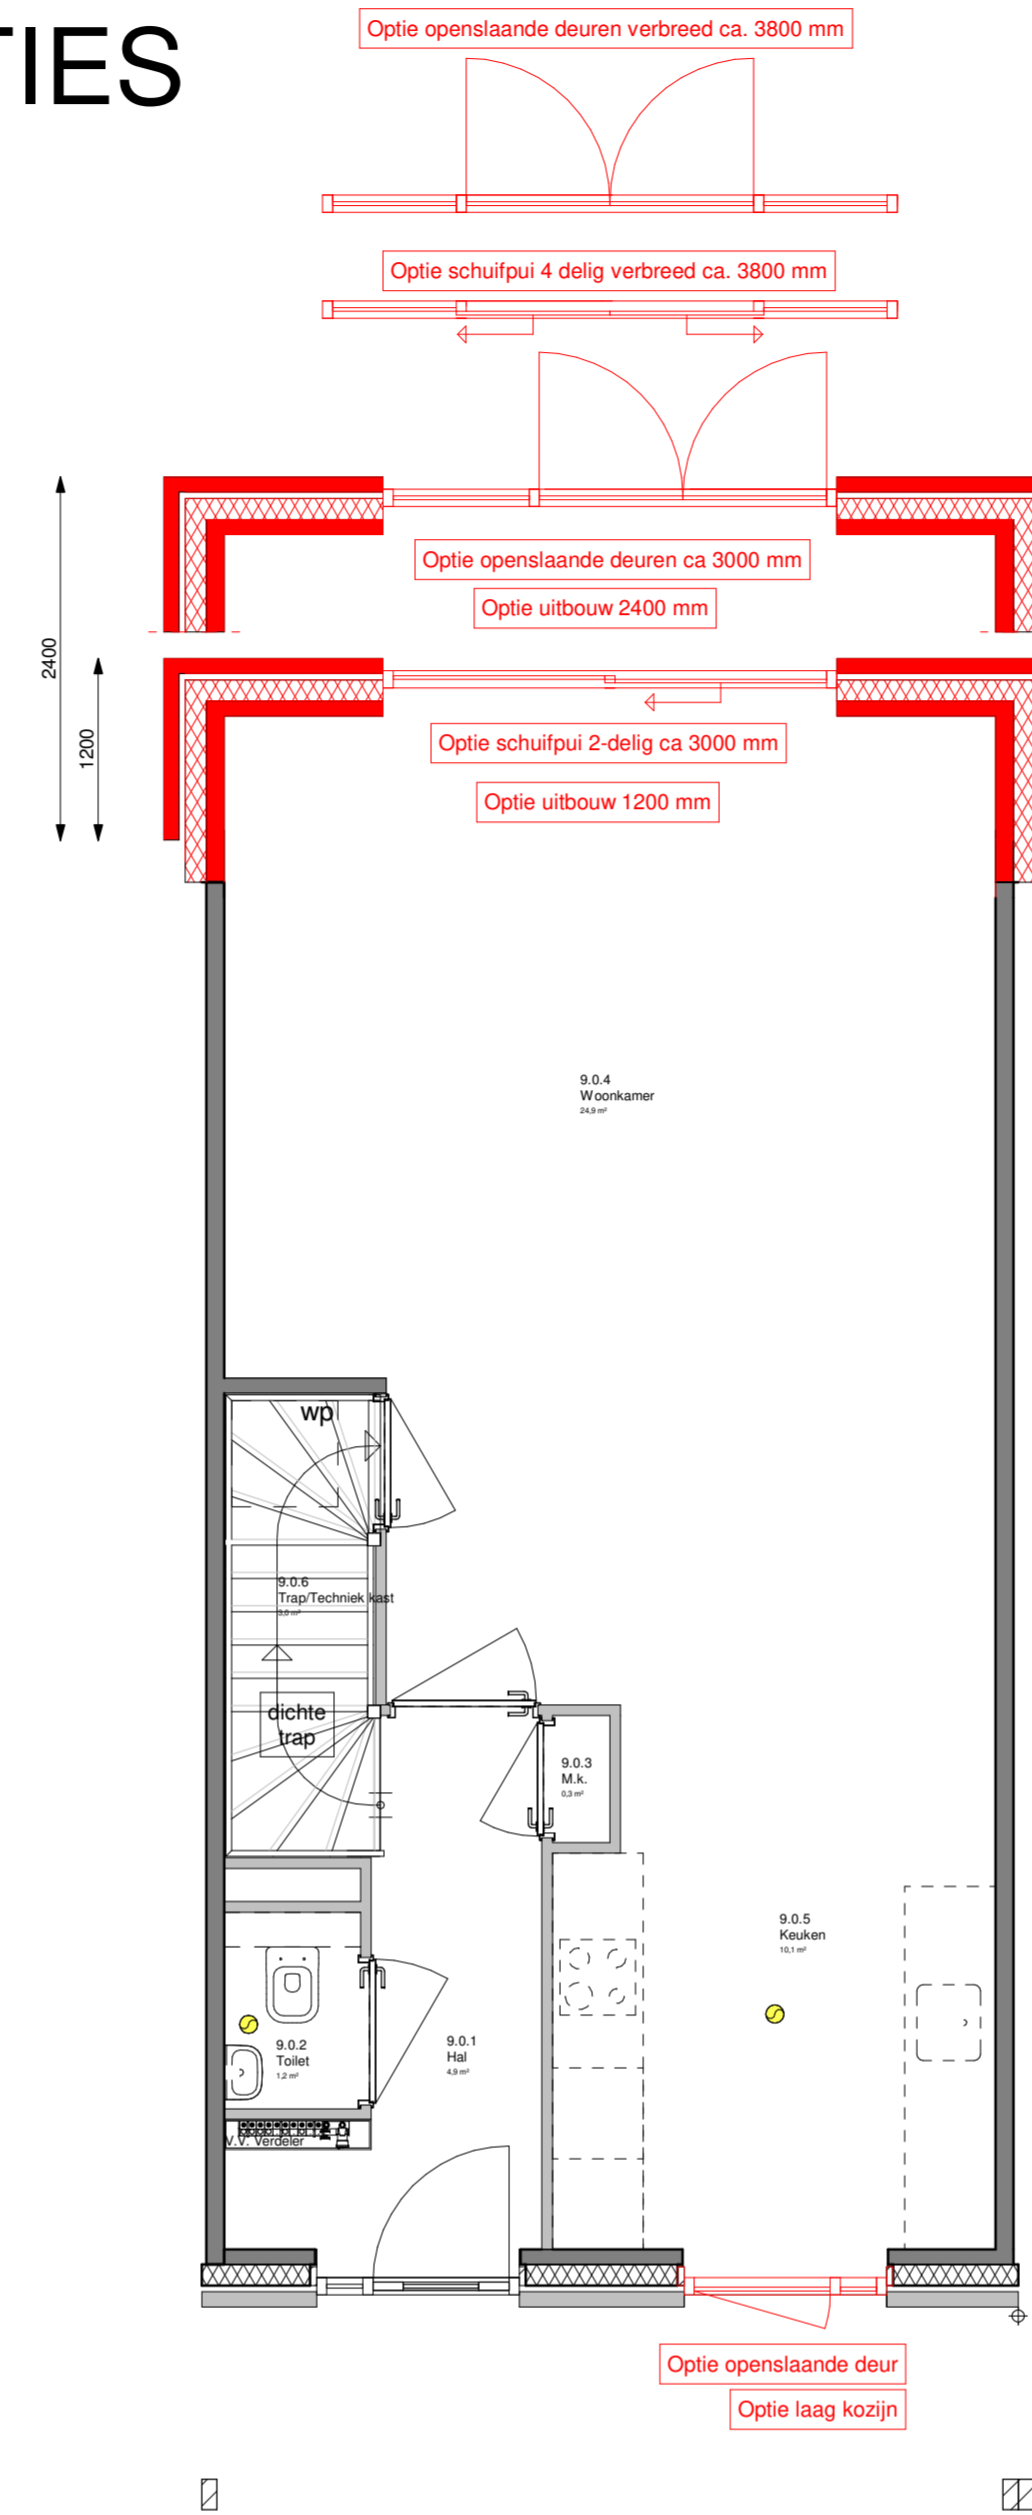 TIES
Optie openslaande deuren verbreed ca. 3800 mm
Optie schuifpui 4 delig verbreed ca. 3800 mm
Optie openslaande deuren ca 3000 mm
Optie uitbouw 2400 mm
2400
1200
Optie schuifpui 2-delig ca 3000 mm
Optie uitbouw 1200 mm
9.0.4
Woonkamer
24,9 m²
wp
9.0.6
Trap/Techniek kast
3,0 m²
dichte
trap
9.0.3
M.k.
0,3 m²
9.0.5
Keuken
10,1 m²
9.0.2
Toilet
1,2 m²
9.0.1
Hal
4,9 m²
V.V. Verdeler
Optie openslaande deur
Optie laag kozijn